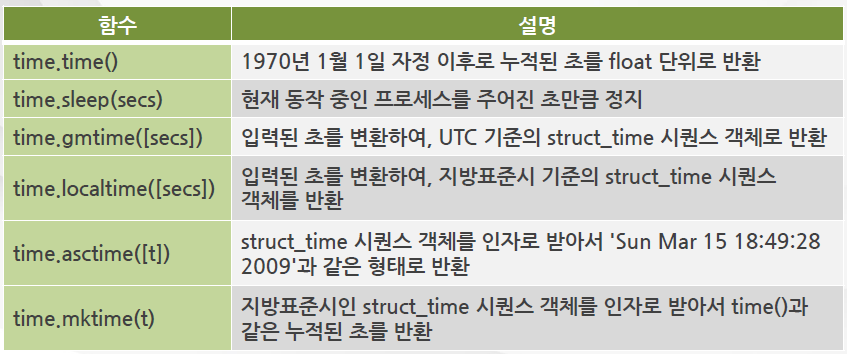 함수 설명
time.time() 1970년 1월 1일 자정 이후로 누적된 초를 float 단위로 반환
time.sleep(secs) 현재 동작 중인 프로세스를 주어진 초만큼 정지
time.gmtime([secs]) 입력된 초를 변환하여, UTC 기준의 struct_time 시퀀스 객체로 반환
time.localtime([secs]) 입력된 초를 변환하여, 지방표준시 기준의 struct_time 시퀀스
객체를 반환
time.asctime([t]) struct_time 시퀀스 객체를 인자로 받아서 'Sun Mar 15 18:49:28
2009'과 같은 형태로 반환
time.mktime(t) 지방표준시인 struct_time 시퀀스 객체를 인자로 받아서 time()과
같은 누적된 초를 반환